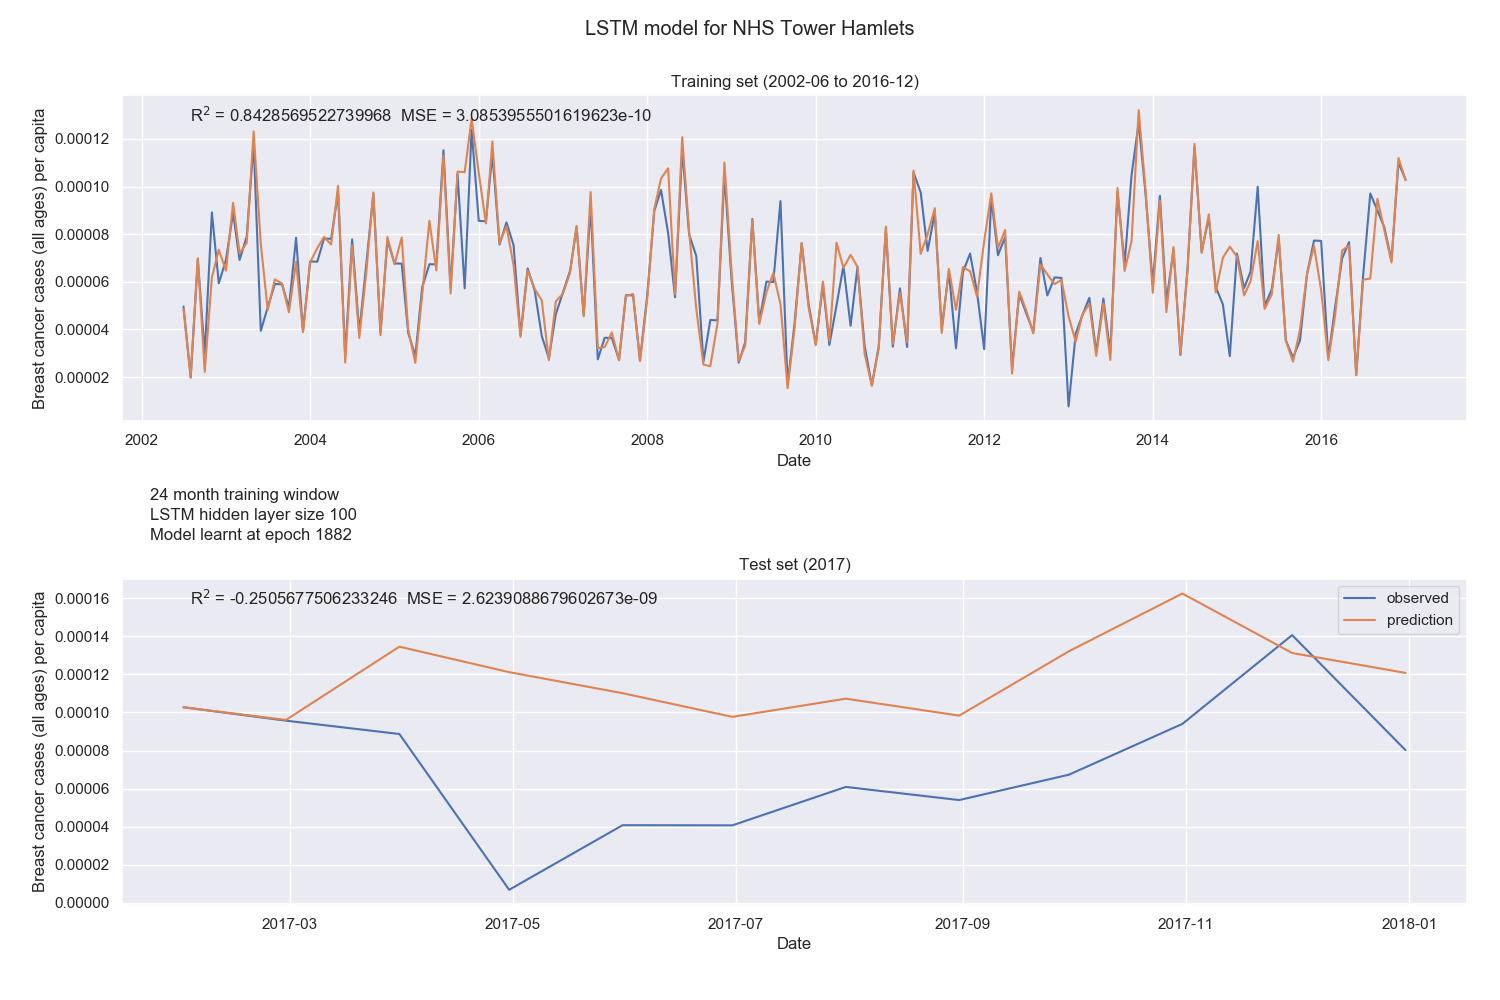 LSTM model for NHS Tower Hamlets
Training set (2002-06 to 2016-12)
R² = 0.8428569522739968  MSE = 3.0853955501619623e-10
Breast cancer cases (all ages) per capita
0.00012
0.00010
0.00008
0.00006
0.00004
0.00002
2002 2004 2006 2008 2010 2012 2014 2016
Date
24 month training window
LSTM hidden layer size 100
Model learnt at epoch 1882
Test set (2017)
R² = -0.2505677506233246  MSE = 2.6239088679602673e-09
observed
prediction
Breast cancer cases (all ages) per capita
0.00016
0.00014
0.00012
0.00010
0.00008
0.00006
0.00004
0.00002
0.00000
2017-03 2017-05 2017-07 2017-09 2017-11 2018-01
Date